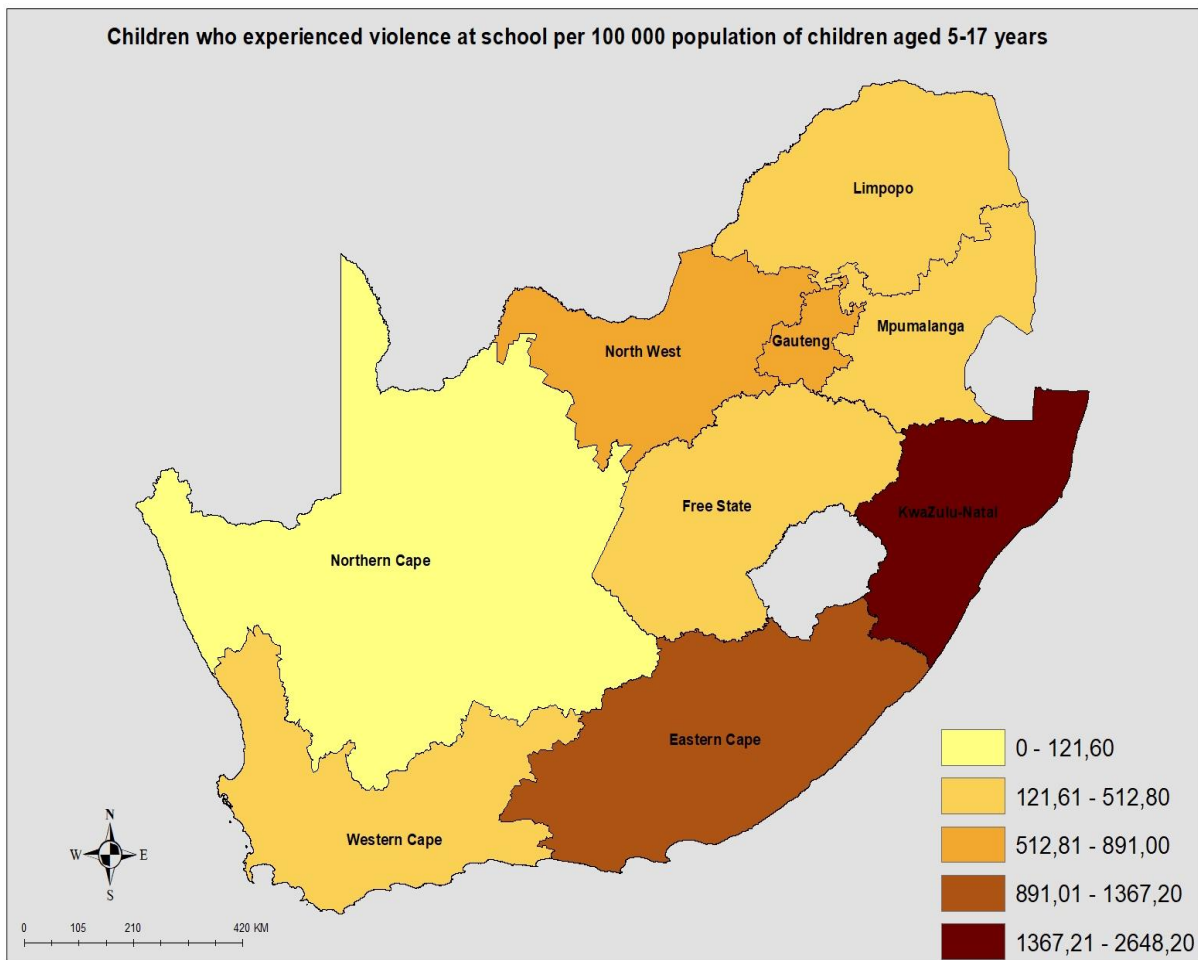 Children who experienced violence at school per 100 000 population of children aged 5-17 years
Limpopo
Mpumalanga
Gauteng
North West
Free State
KwaZulu-Natal
Northern Cape
Eastern Cape
Western Cape
0 - 121,60
121,61 - 512,80
512,81 - 891,00
891,01 - 1367,20
1367,21 - 2648,20
N
W E
S
0 105 210 420 KM